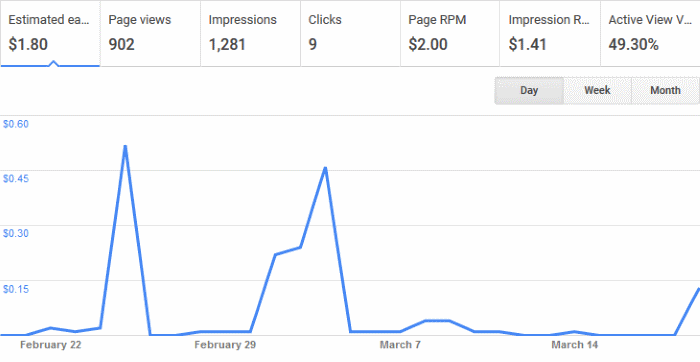 Estimated ea... Page views Impressions Clicks Page RPM Impression R... Active View V...
$1.80 902 1,281 9 $2.00 $1.41 49.30%
Day Week Month
$0.60
$0.45
$0.30
$0.15
February 22 February 29 March 7 March 14